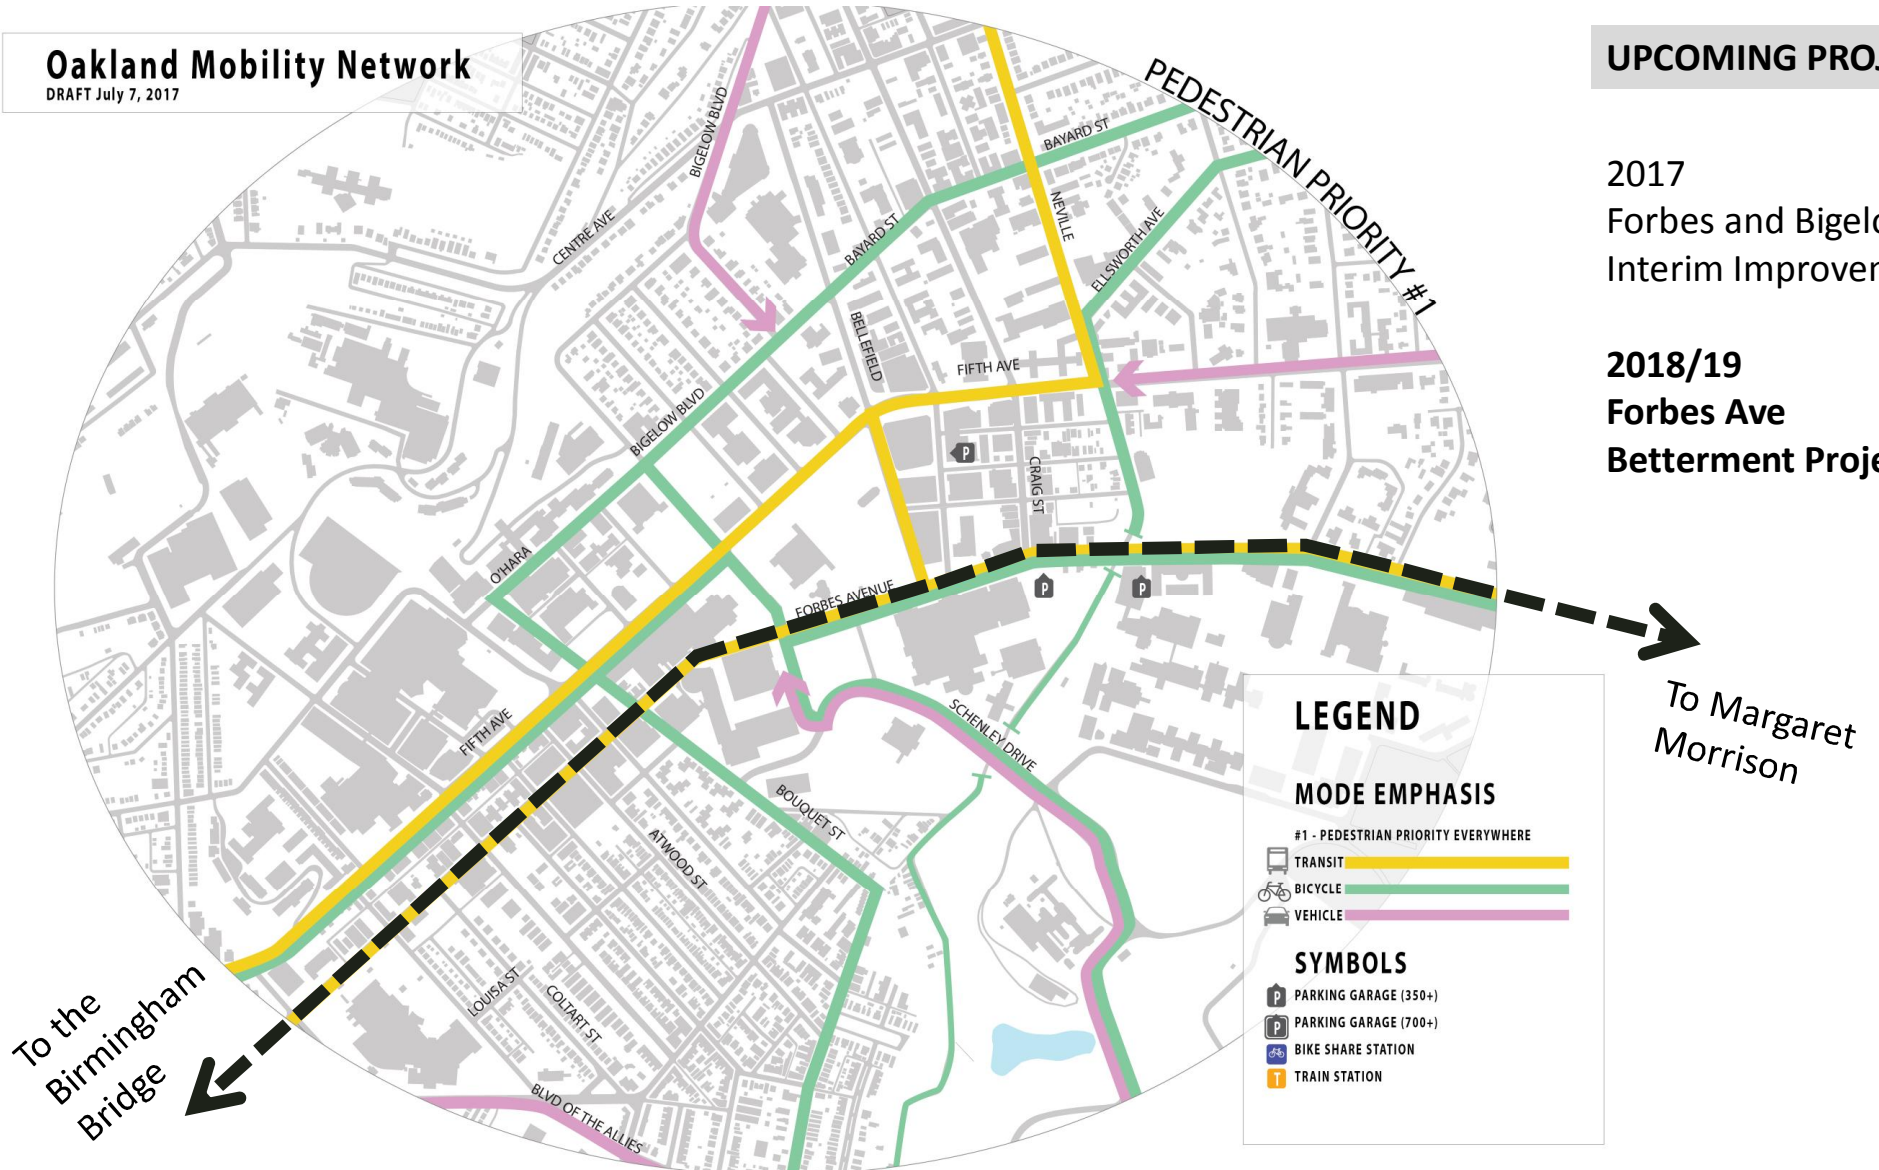 Oakland Mobility Network
DRAFT July 7, 2017
UPCOMING PROJ
2017
Forbes and Bigelo
Interim Improver
2018/19
Forbes Ave
Betterment Proje
PEDESTRIAN PRIORITY #1
BIGELOW BLVD
CENTRE AVE
BAYARD ST
BAYARD ST
NEVILLE
ELLSWORTH AVE
BELLEFIELD
FIFTH AVE
BIGELOW BLVD
P
CRAIG ST
O'HARA
FORBES AVENUE
P
P
FIFTH AVE
SCHENLEY DRIVE
BOUQUET ST
ATWOOD ST
LOUISA ST
COLTART ST
BLVD OF THE ALLIES
To the
Birmingham
Bridge
To Margaret
Morrison
LEGEND
MODE EMPHASIS
#1 - PEDESTRIAN PRIORITY EVERYWHERE
TRANSIT
BICYCLE
VEHICLE
SYMBOLS
P PARKING GARAGE (350+)
P PARKING GARAGE (700+)
BIKE SHARE STATION
T TRAIN STATION